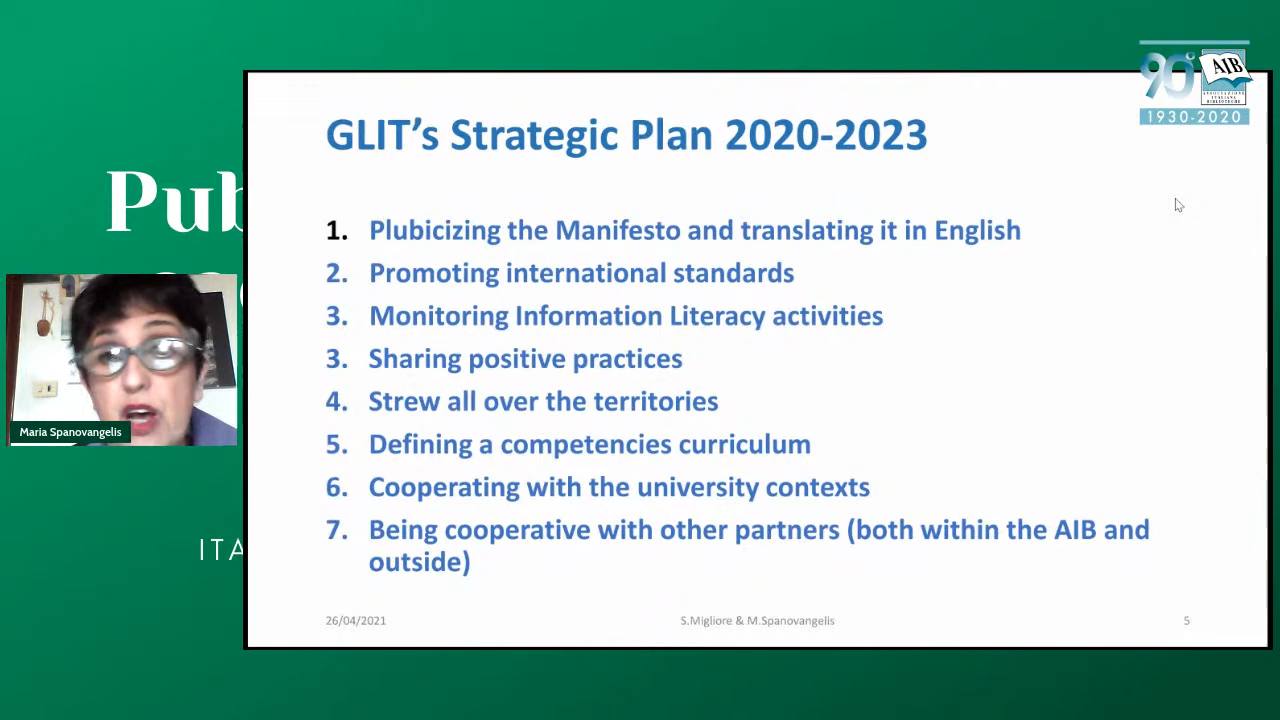 90°
AIB
ASSOCIAZIONE
ITALIANA
BIBLIOTECHE
1930-2020
GLIT’s Strategic Plan 2020-2023
Pub
1. Plubicizing the Manifesto and translating it in English
2. Promoting international standards
3. Monitoring Information Literacy activities
3. Sharing positive practices
4. Strew all over the territories
5. Defining a competencies curriculum
6. Cooperating with the university contexts
7. Being cooperative with other partners (both within the AIB and
outside)
Maria Spanovangelis
ITA
26/04/2021 S.Migliore & M.Spanovangelis 5